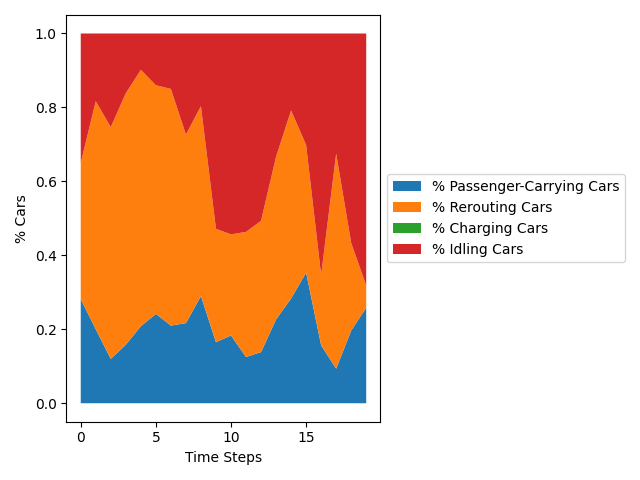 1.0
0.8
0.6
0.4
0.2
0.0
% Cars
0
5
10
15
Time Steps
% Passenger-Carrying Cars
% Rerouting Cars
% Charging Cars
% Idling Cars